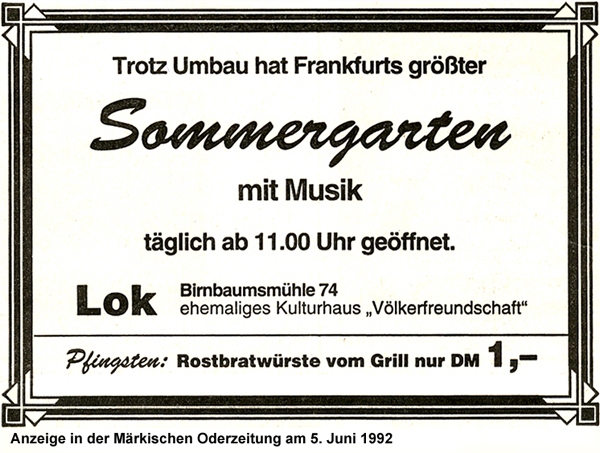 Trotz Umbau hat Frankfurts größter
Sommergarten
mit Musik
täglich ab 11.00 Uhr geöffnet.
Lok
Birnbaumsmühle 74
ehemaliges Kulturhaus „Völkerfreundschaft“
Pfingsten: Rostbratwürste vom Grill nur DM 1,–
Anzeige in der Märkischen Oderzeitung am 5. Juni 1992